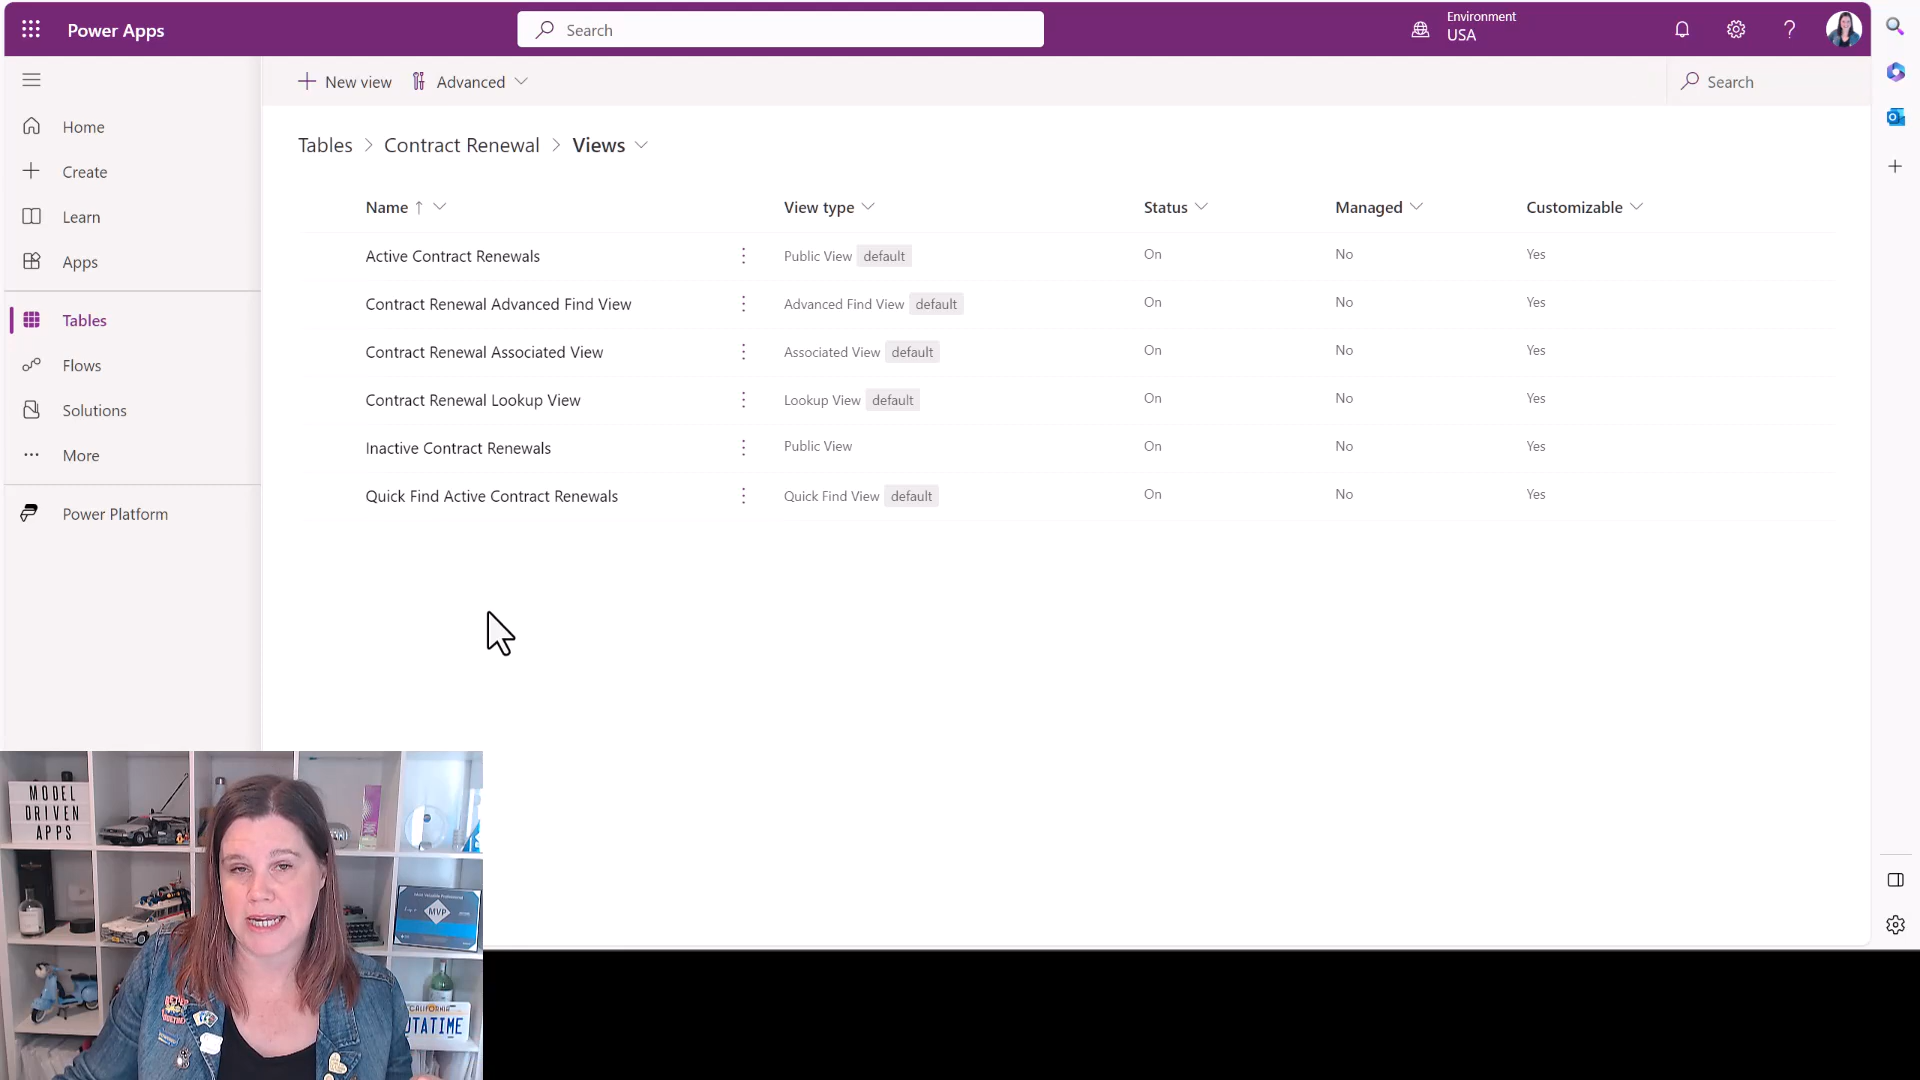 Power Apps
Search
Environment
USA
New view
Advanced
Search
Home
Create
Learn
Apps
Tables
Flows
Solutions
More
Power Platform
Tables > Contract Renewal > Views
Name ↑ View type Status Managed Customizable
Active Contract Renewals Public View default On No Yes
Contract Renewal Advanced Find View Advanced Find View default On No Yes
Contract Renewal Associated View Associated View default On No Yes
Contract Renewal Lookup View Lookup View default On No Yes
Inactive Contract Renewals Public View On No Yes
Quick Find Active Contract Renewals Quick Find View default On No Yes
MODEL
DRIVEN
APPS
MVP
CALIFORNIA